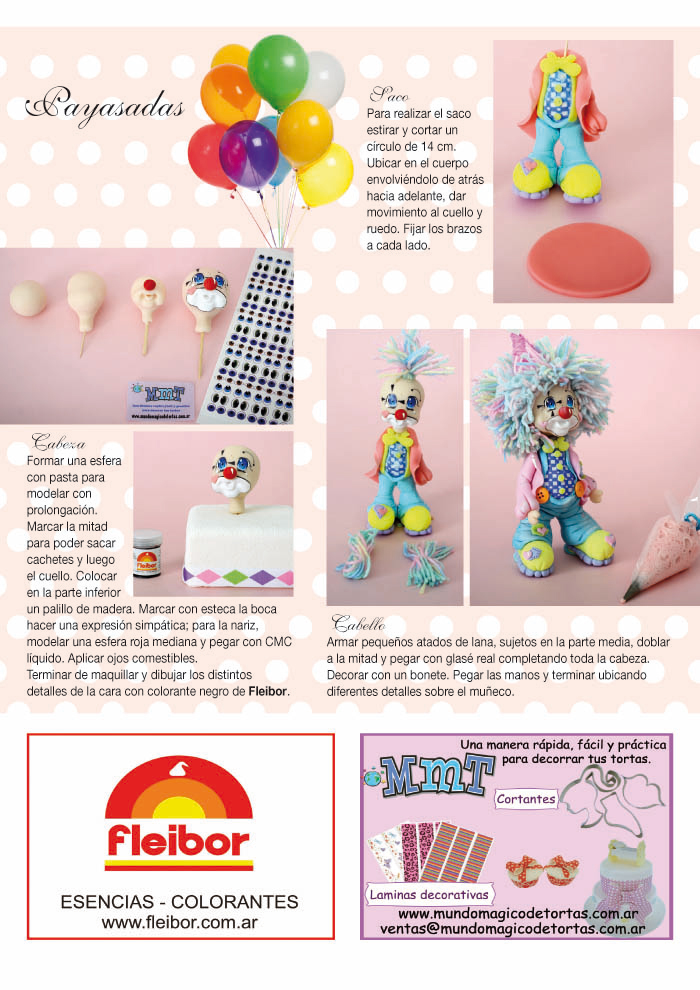 Payasadas
Saco
Para realizar el saco
estirar y cortar un
círculo de 14 cm.
Ubicar en el cuerpo
envolviéndolo de atrás
hacia adelante, dar
movimiento al cuello y
ruedo. Fijar los brazos
a cada lado.
MMT
www.mundomagicodetortas.com.ar
Cabeza
Formar una esfera
con pasta para
modelar con
prolongación.
Marcar la mitad
para poder sacar
cachetes y luego
el cuello. Colocar
en la parte inferior
un palillo de madera. Marcar con esteca la boca
hacer una expresión simpática; para la nariz,
modelar una esfera roja mediana y pegar con CMC
líquido. Aplicar ojos comestibles.
Terminar de maquillar y dibujar los distintos
detalles de la cara con colorante negro de Fleibor.
fleibor
Cabello
Armar pequeños atados de lana, sujetos en la parte media, doblar
a la mitad y pegar con glasé real completando toda la cabeza.
Decorar con un bonete. Pegar las manos y terminar ubicando
diferentes detalles sobre el muñeco.
fleibor
ESENCIAS - COLORANTES
www.fleibor.com.ar
Una manera rápida, fácil y práctica
para decorrar tus tortas.
MmT
Cortantes
Laminas decorativas
www.mundomagicodetortas.com.ar
ventas@mundomagicodetortas.com.ar